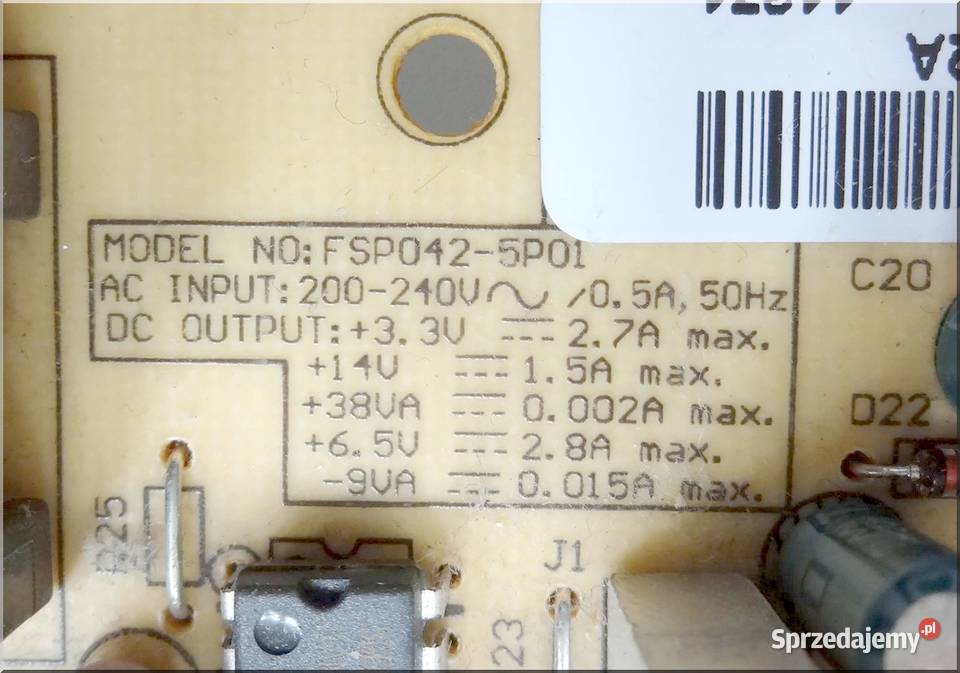 MODEL NO:FSP042-5P01
AC INPUT:200-240V~/0.5A,50Hz
DC OUTPUT:+3.3V ⎓ 2.7A max.
+14V ⎓ 1.5A max.
+38VA ⎓ 0.002A max.
+6.5V ⎓ 2.8A max.
-9VA ⎓ 0.015A max.
C20
D22
J1
23
Sprzedajemy.pl